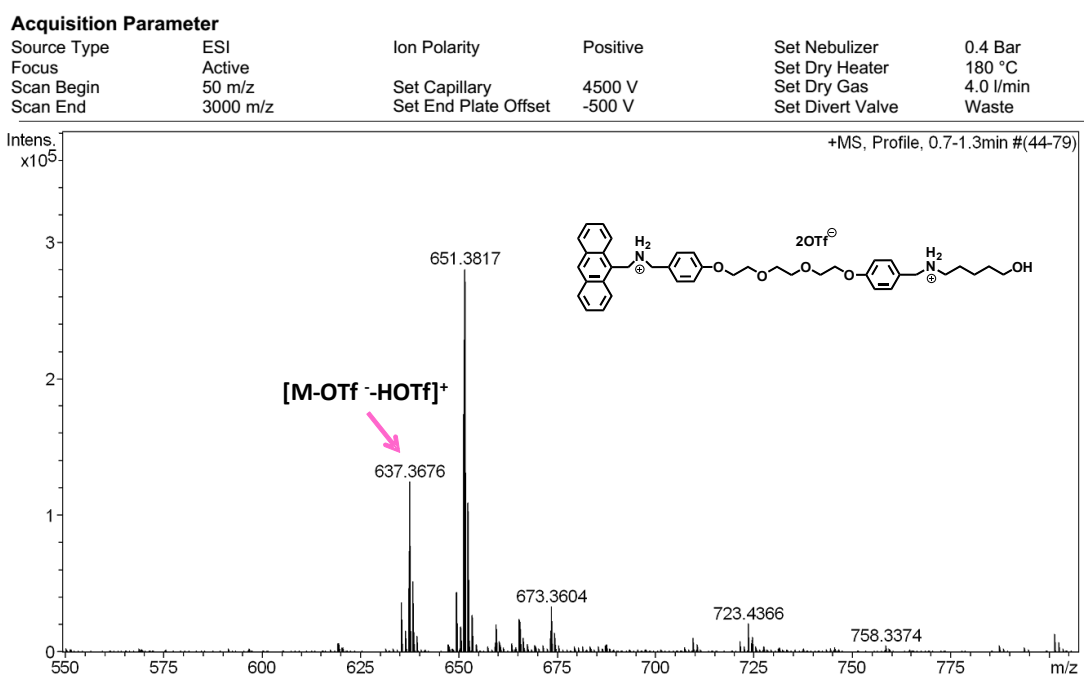 Acquisition Parameter
Source Type ESI Ion Polarity Positive Set Nebulizer 0.4 Bar
Focus Active Set Dry Heater 180 °C
Scan Begin 50 m/z Set Capillary 4500 V Set Dry Gas 4.0 l/min
Scan End 3000 m/z Set End Plate Offset -500 V Set Divert Valve Waste
Intens.
x10⁵
+MS, Profile, 0.7-1.3min #(44-79)
H2
N
⊕
O
O
O
O
2OTf⊖
H2
N
⊕
OH
3
651.3817
2
[M-OTf ⁻-HOTf]⁺
637.3676
1
673.3604
723.4366
758.3374
0
550 575 600 625 650 675 700 725 750 775 m/z